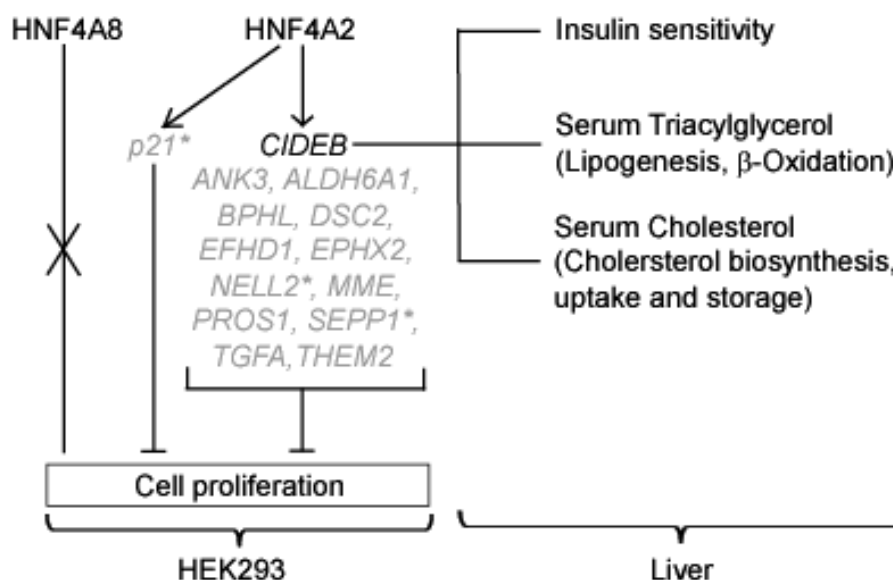 HNF4A8
HNF4A2
Insulin sensitivity
p21*
CIDEB
Serum Triacylglycerol
(Lipogenesis, β-Oxidation)
ANK3, ALDH6A1,
BPHL, DSC2,
EFHD1, EPHX2,
NELL2*, MME,
PROS1, SEPP1*,
TGFA, THEM2
Serum Cholesterol
(Cholersterol biosynthesis,
uptake and storage)
Cell proliferation
HEK293
Liver